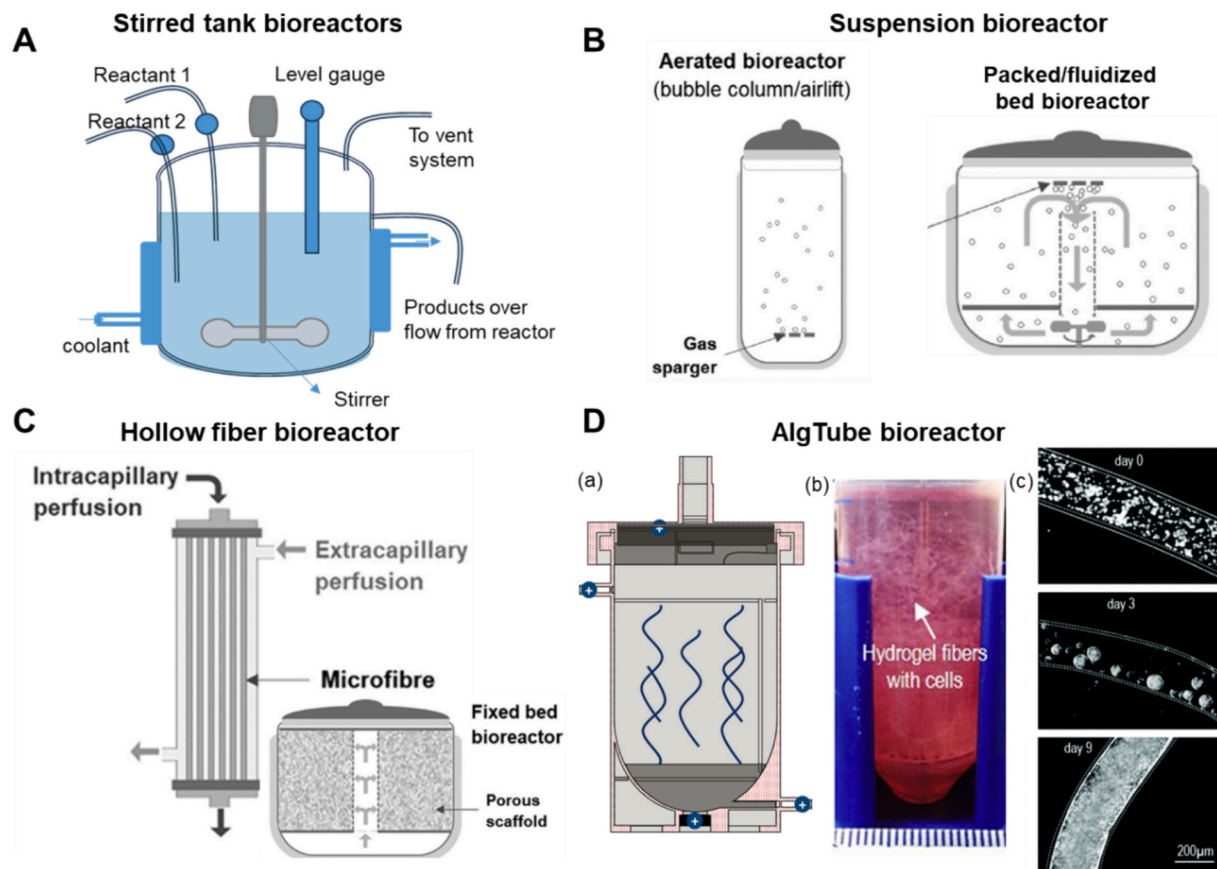 A
Stirred tank bioreactors
Reactant 1
Reactant 2
Level gauge
To vent
system
Products over
flow from reactor
coolant
Stirrer
B
Suspension bioreactor
Aerated bioreactor
(bubble column/airlift)
Gas
sparger
Packed/fluidized
bed bioreactor
C
Hollow fiber bioreactor
Intracapillary
perfusion
Extracapillary
perfusion
Microfibre
Fixed bed
bioreactor
Porous
scaffold
D
AlgTube bioreactor
(a)
(b)
Hydrogel fibers
with cells
(c)
day 0
day 3
day 9
200μm